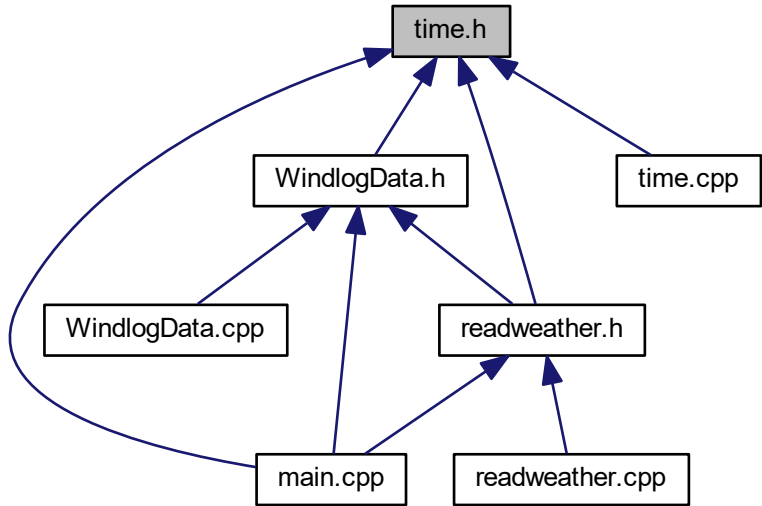 time.h
WindlogData.h
time.cpp
WindlogData.cpp
readweather.h
main.cpp
readweather.cpp